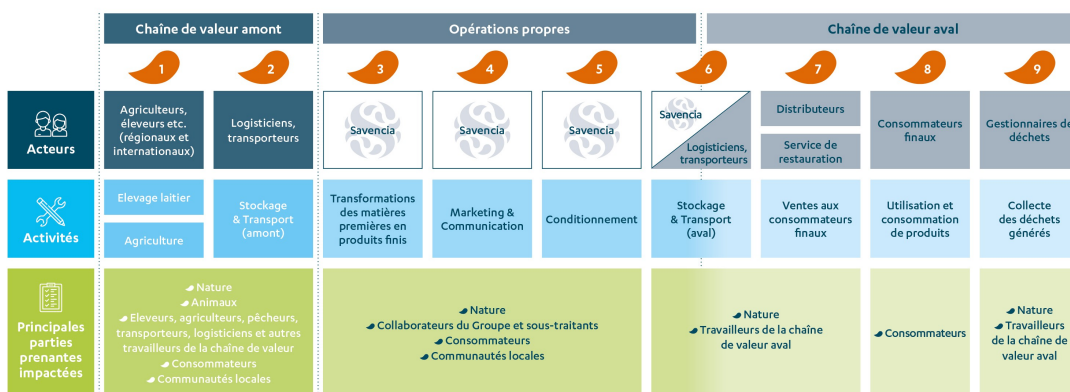 Chaîne de valeur amont
Opérations propres
Chaîne de valeur aval
1
2
3
4
5
6
7
8
9
Acteurs
Agriculteurs,
éleveurs etc.
(régionaux et
internationaux)
Logisticiens,
transporteurs
Savencia
Savencia
Savencia
Savencia
Logisticiens,
transporteurs
Distributeurs
Service de
restauration
Consommateurs
finaux
Gestionnaires de
déchets
Activités
Elevage laitier
Agriculture
Stockage
& Transport
(amont)
Transformations
des matières
premières en
produits finis
Marketing &
Communication
Conditionnement
Stockage
& Transport
(aval)
Ventes aux
consommateurs
finaux
Utilisation et
consommation
de produits
Collecte
des déchets
générés
Principales
parties
prenantes
impactées
Nature
Animaux
Eleveurs, agriculteurs, pêcheurs,
transporteurs, logisticiens et autres
travailleurs de la chaîne de valeur
Consommateurs
Communautés locales
Nature
Collaborateurs du Groupe et sous-traitants
Consommateurs
Communautés locales
Nature
Travailleurs de la chaîne
de valeur aval
Consommateurs
Nature
Travailleurs
de la chaîne de
valeur aval